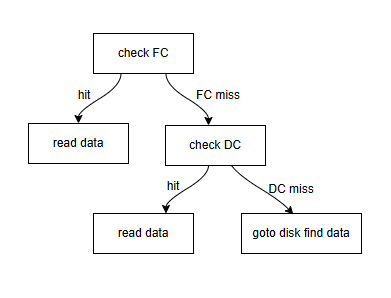 check FC
hit
FC miss
read data
check DC
hit
DC miss
read data
goto disk find data